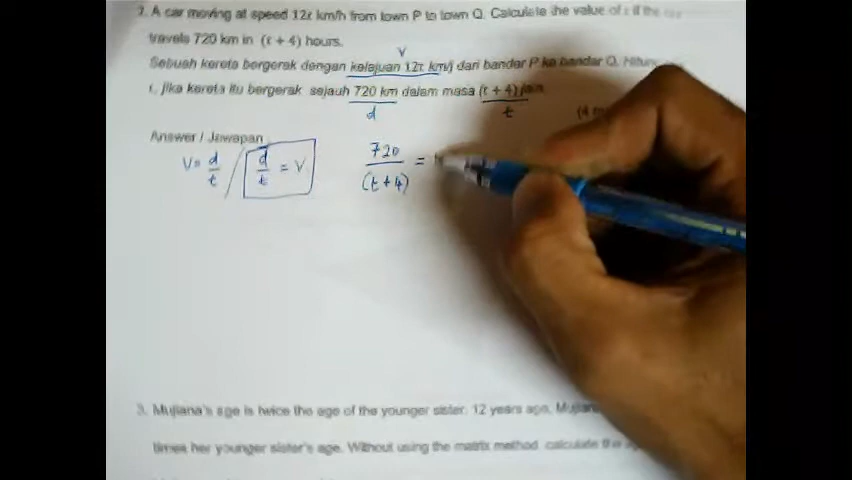 2. A car moving at speed 12t km/h from town P to town Q. Calculate the value of t if the
travels 720 km in (t + 4) hours.
v
Sebuah kereta bergerak dengan kelajuan 12t km/j dari bandar P ke bandar Q. Hitung
t, jika kereta itu bergerak sejauh 720 km dalam masa (t + 4) jam.
d t
Answer / Jawapan
V = d/t / d/t = V 720/(t+4) =
3. Mujiana's age is twice the age of the younger sister. 12 years ago, Mujiana
times her younger sister's age. Without using the matrix method calculate the